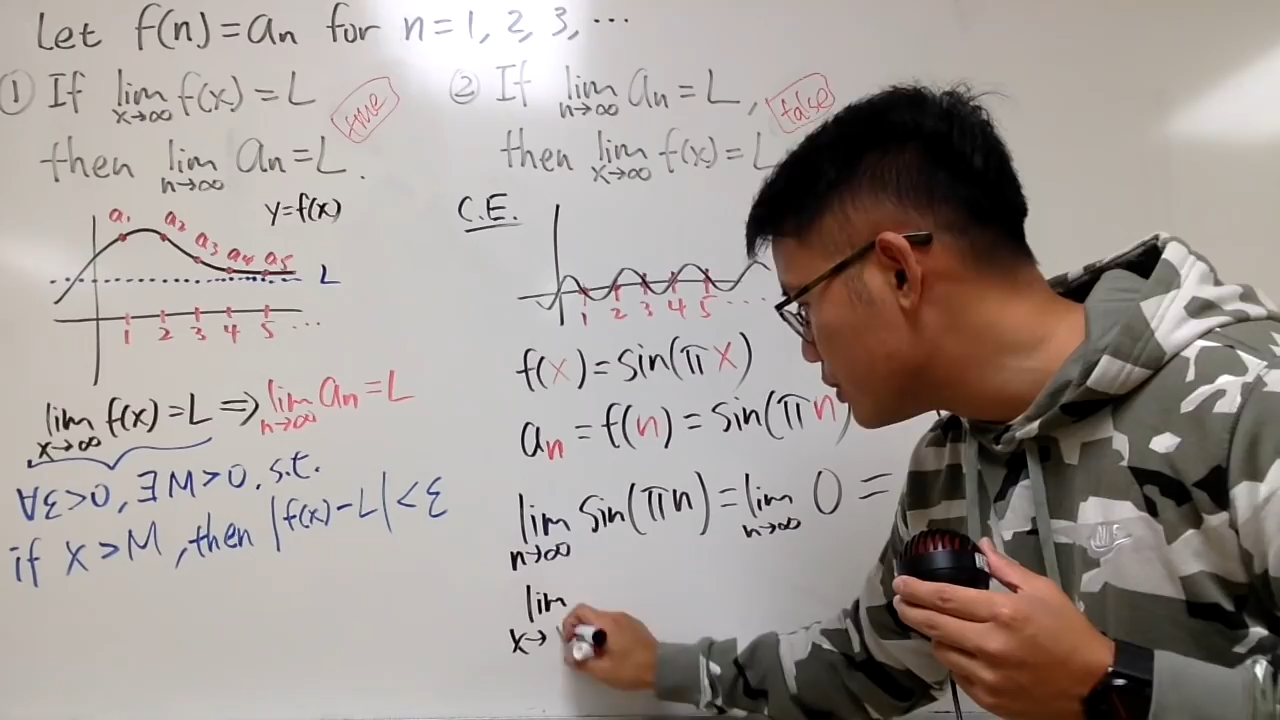 Let f(n) = aₙ for n = 1, 2, 3, ...
① If lim f(x) = L
x→∞
true
then lim aₙ = L.
n→∞
y = f(x)
a₁ a₂ a₃ a₄ a₅
L
1 2 3 4 5 ...
lim f(x) = L ⇒ lim aₙ = L
x→∞ n→∞
∀ε>0, ∃M>0, s.t.
if x > M, then |f(x) - L| < ε
② If lim aₙ = L,
n→∞
false
then lim f(x) = L
x→∞
C.E.
1 2 3 4 5 ...
f(x) = sin(πx)
aₙ = f(n) = sin(πn)
lim sin(πn) = lim 0 =
n→∞ n→∞
lim
x→
NIKE